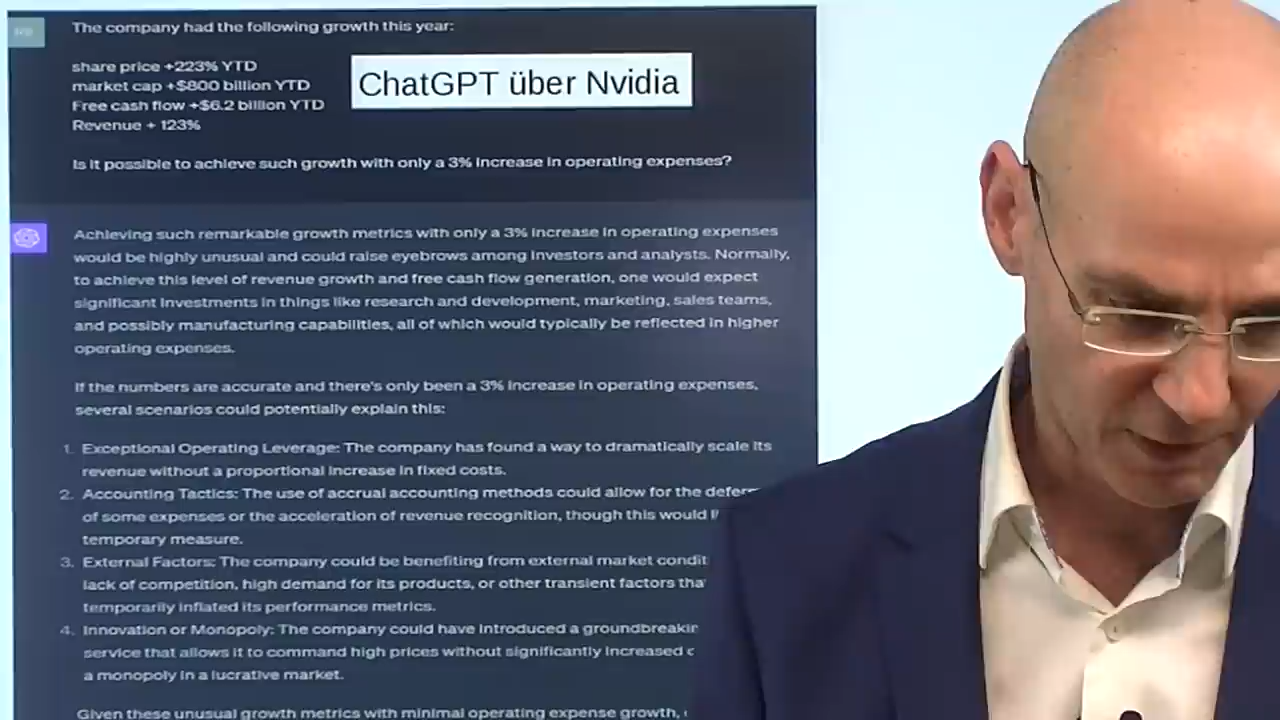 The company had the following growth this year:
share price +223% YTD
market cap +$800 billion YTD
Free cash flow +$6.2 billion YTD
Revenue + 123%
ChatGPT über Nvidia
Is it possible to achieve such growth with only a 3% increase in operating expenses?
Achieving such remarkable growth metrics with only a 3% increase in operating expenses
would be highly unusual and could raise eyebrows among investors and analysts. Normally,
to achieve this level of revenue growth and free cash flow generation, one would expect
significant investments in things like research and development, marketing, sales teams,
and possibly manufacturing capabilities, all of which would typically be reflected in higher
operating expenses.
If the numbers are accurate and there's only been a 3% increase in operating expenses,
several scenarios could potentially explain this:
1. Exceptional Operating Leverage: The company has found a way to dramatically scale its
revenue without a proportional increase in fixed costs.
2. Accounting Tactics: The use of accrual accounting methods could allow for the
of some expenses or the acceleration of revenue recognition, though this would
temporary measure.
3. External Factors: The company could be benefiting from external market
lack of competition, high demand for its products, or other transient factors
temporarily inflated its performance metrics.
4. Innovation or Monopoly: The company could have introduced a
service that allows it to command high prices without significantly increased
a monopoly in a lucrative market.
Given these unusual growth metrics with minimal operating expense growth,